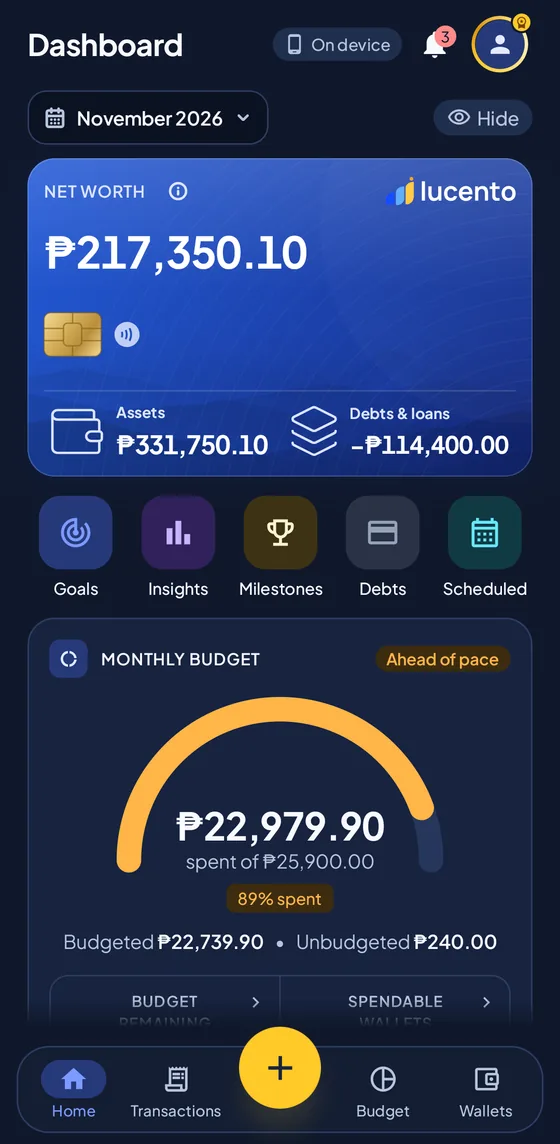 Dashboard
On device
3
November 2026
Hide
NET WORTH
lucento
₱217,350.10
Assets
₱331,750.10
Debts & loans
-₱114,400.00
Goals
Insights
Milestones
Debts
Scheduled
MONTHLY BUDGET
Ahead of pace
₱22,979.90
spent of ₱25,900.00
89% spent
Budgeted ₱22,739.90 • Unbudgeted ₱240.00
BUDGET
REMAINING
SPENDABLE
WALLETS
Home
Transactions
Budget
Wallets